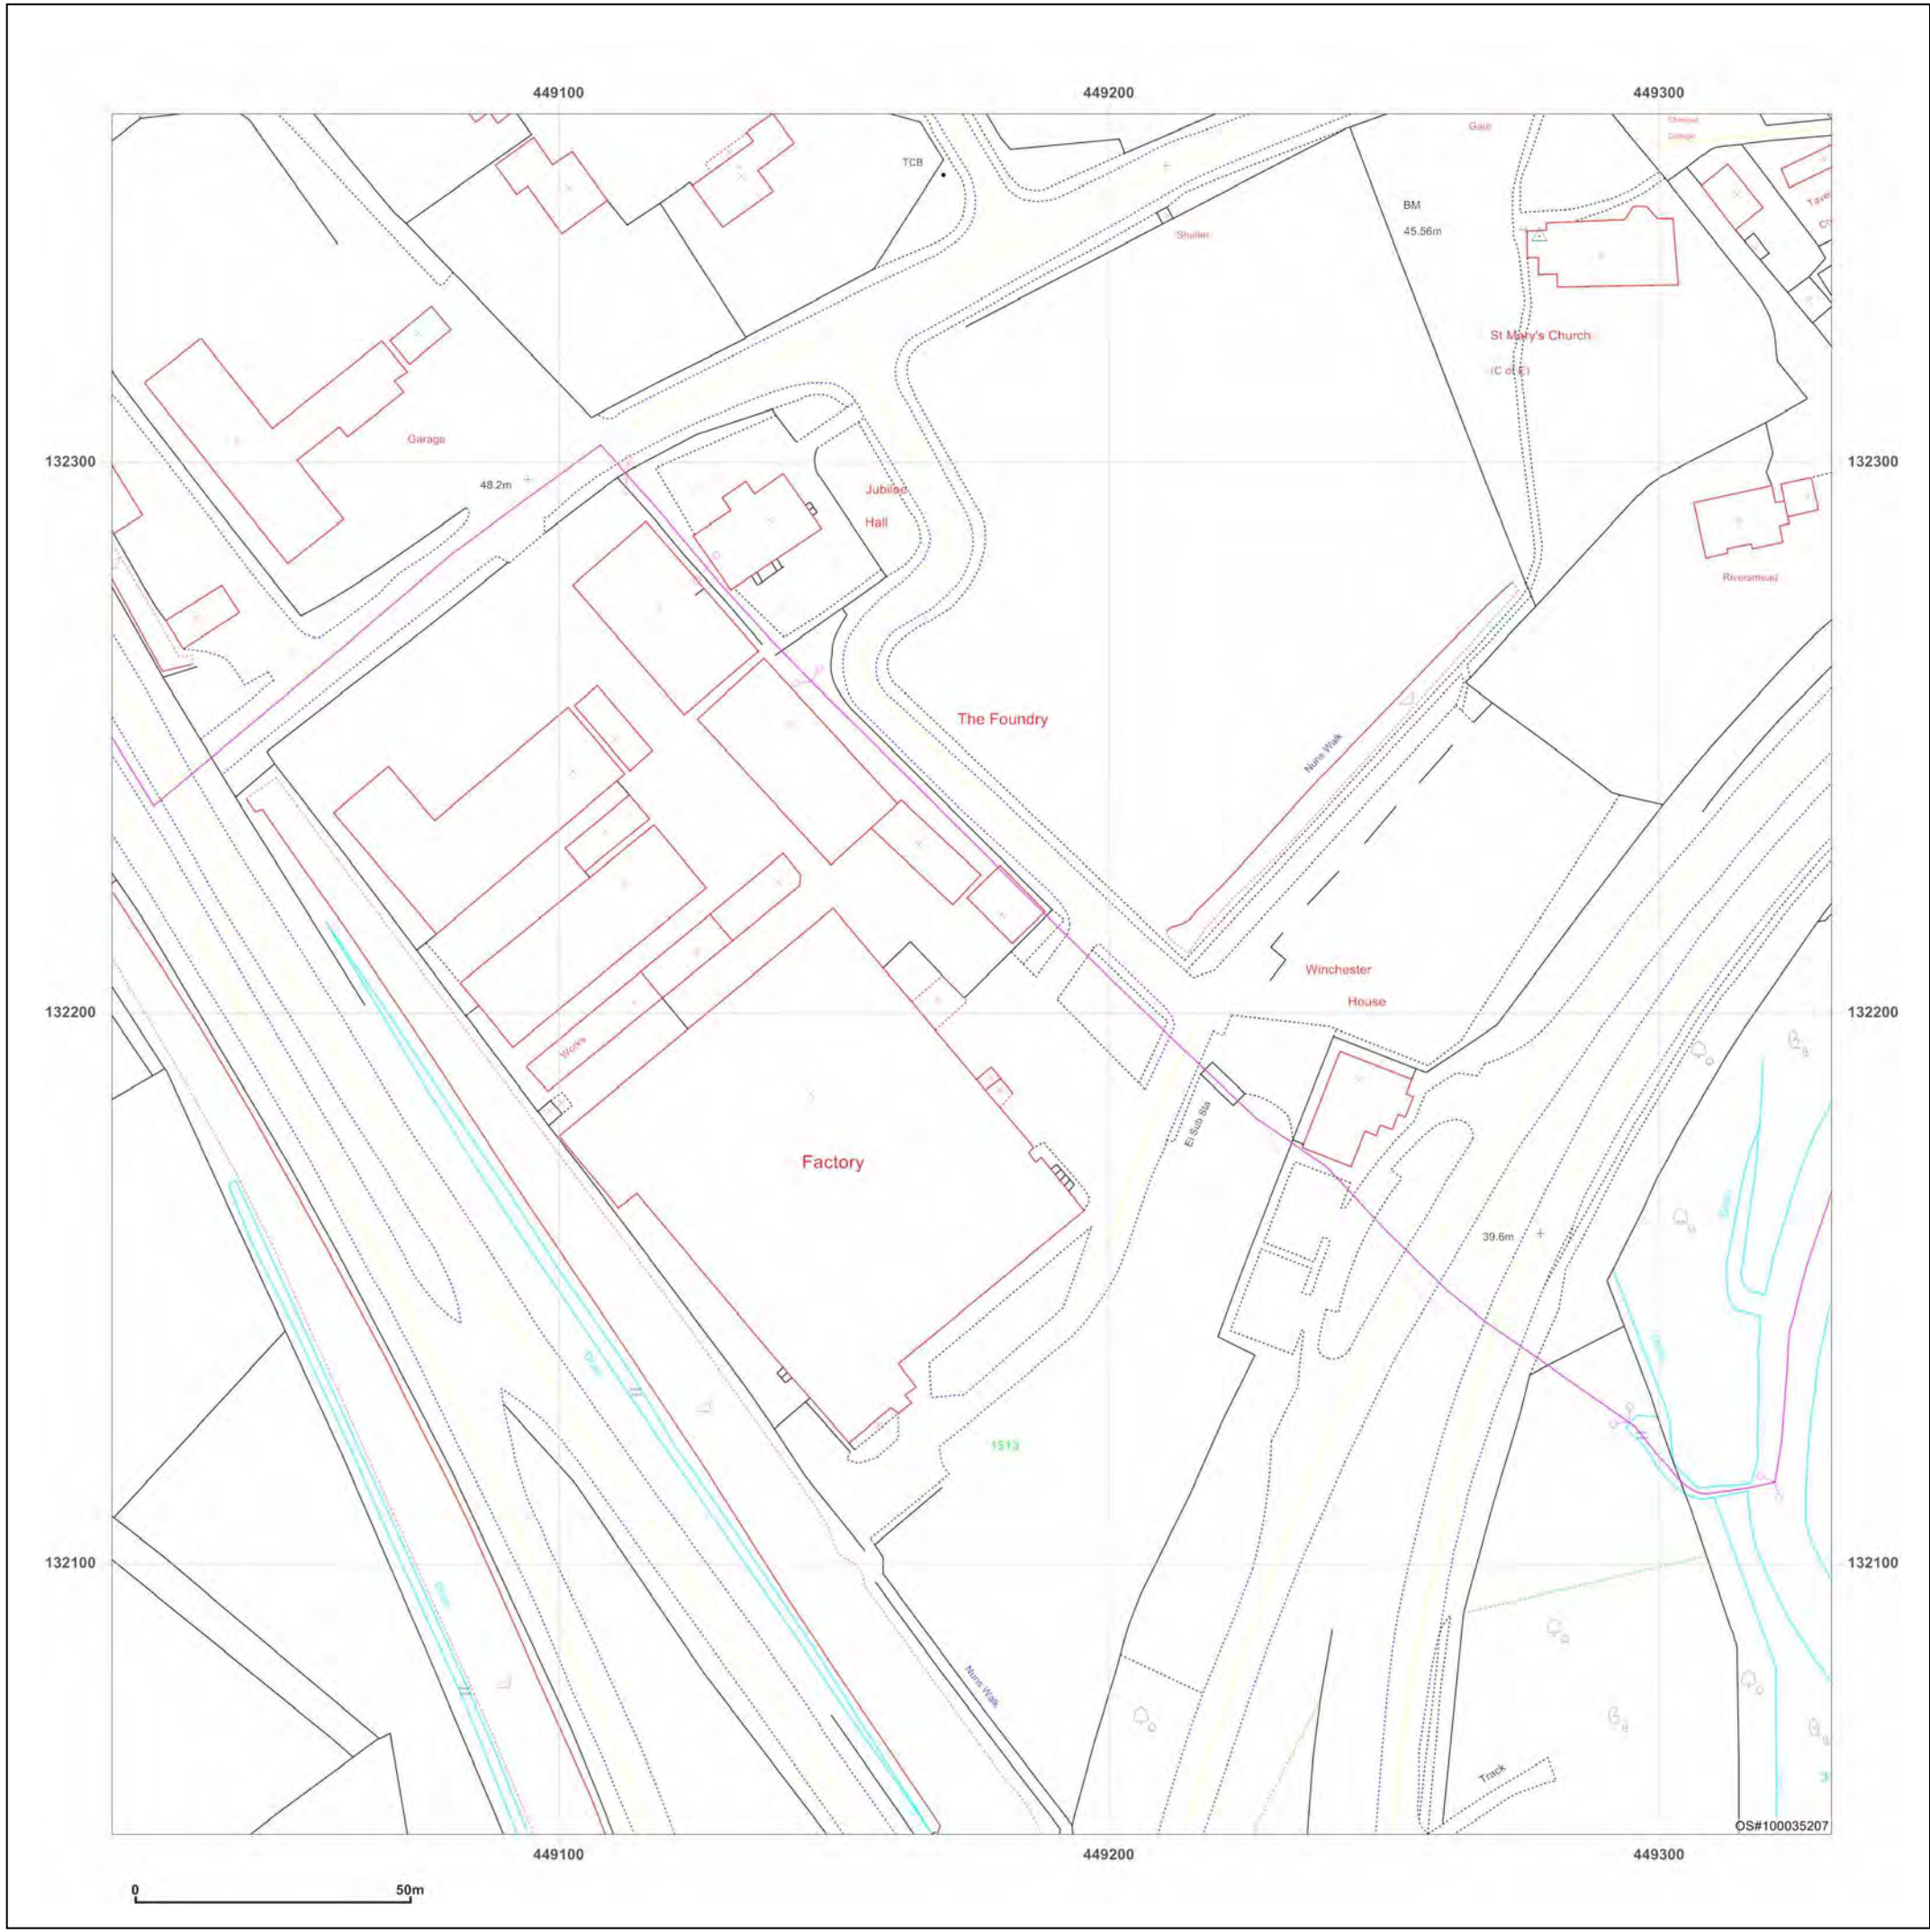 449100
449200
449300
TCB
Gate
BM
45.56m
Shelter
St Mary's Church
(C of E)
Garage
132300
132300
48.2m
Jubilee
Hall
Riversmead
The Foundry
Nuns Walk
Winchester
House
132200
132200
Works
El Sub Sta
Factory
39.6m
Drain
1513
132100
132100
Drain
Nuns Walk
Track
OS#100035207
449100
449200
449300
0
50m